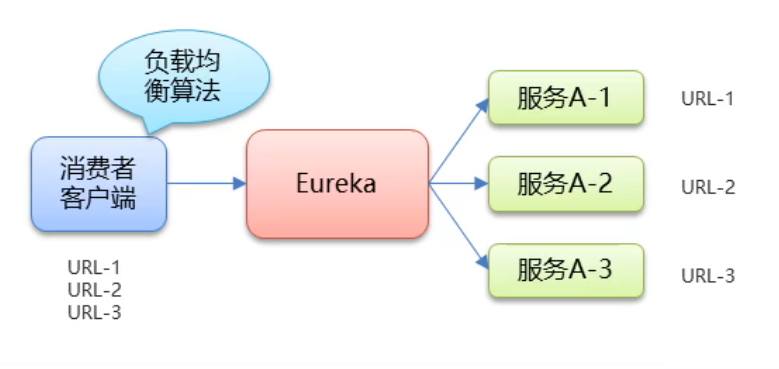 负载均
衡算法
消费者
客户端
URL-1
URL-2
URL-3
Eureka
服务A-1
URL-1
服务A-2
URL-2
服务A-3
URL-3